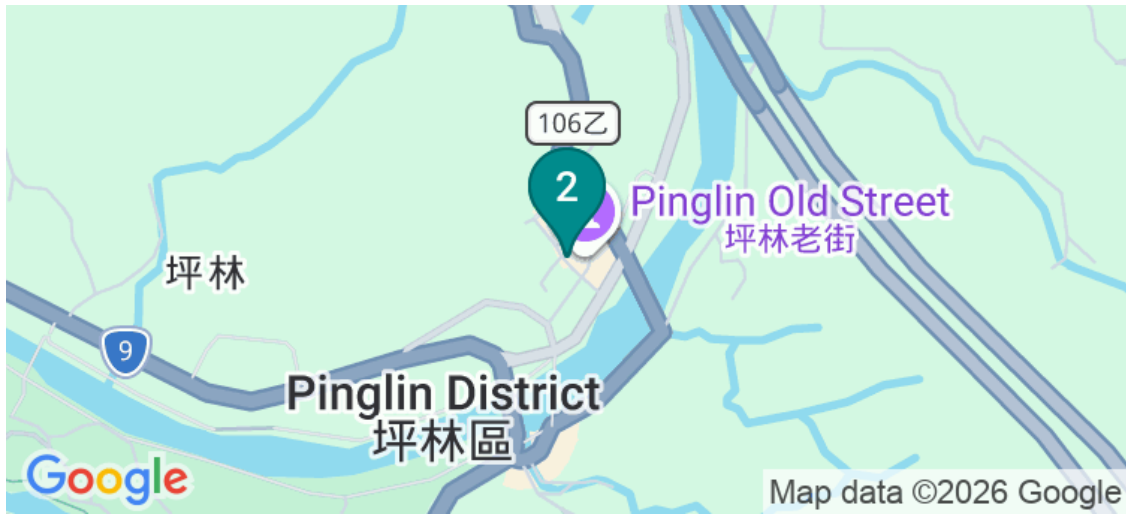 106乙
2
Pinglin Old Street
坪林老街
坪林
9
Pinglin District
坪林區
Google
Map data ©2026 Google